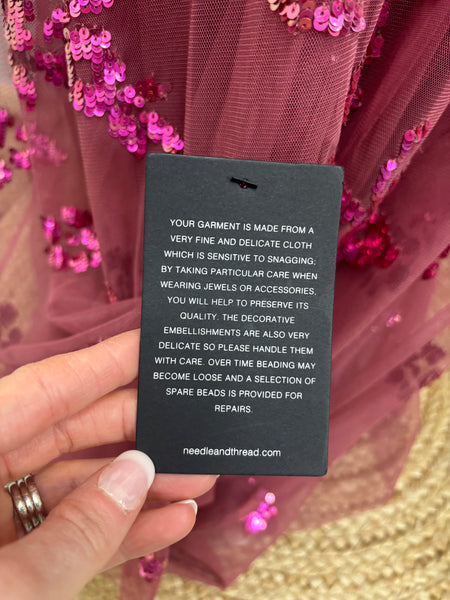 YOUR GARMENT IS MADE FROM A
VERY FINE AND DELICATE CLOTH
WHICH IS SENSITIVE TO SNAGGING;
BY TAKING PARTICULAR CARE WHEN
WEARING JEWELS OR ACCESSORIES,
YOU WILL HELP TO PRESERVE ITS
QUALITY. THE DECORATIVE
EMBELLISHMENTS ARE ALSO VERY
DELICATE SO PLEASE HANDLE THEM
WITH CARE. OVER TIME BEADING MAY
BECOME LOOSE AND A SELECTION OF
SPARE BEADS IS PROVIDED FOR
REPAIRS.
needleandthread.com